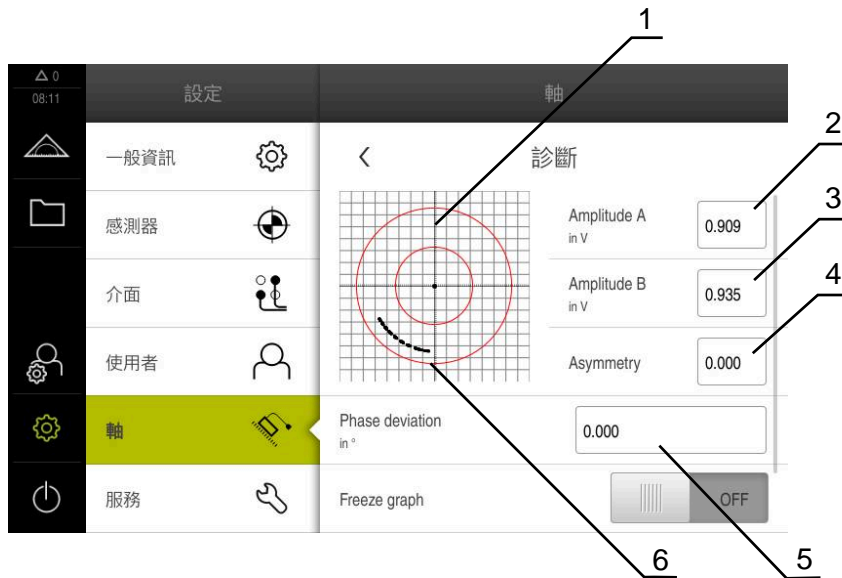 1
△ 0
08:11
設定
軸
一般資訊
診斷
2
Amplitude A
in V
0.909
感測器
3
Amplitude B
in V
0.935
介面
4
Asymmetry
0.000
使用者
軸
Phase deviation
in °
0.000
服務
Freeze graph
OFF
6
5